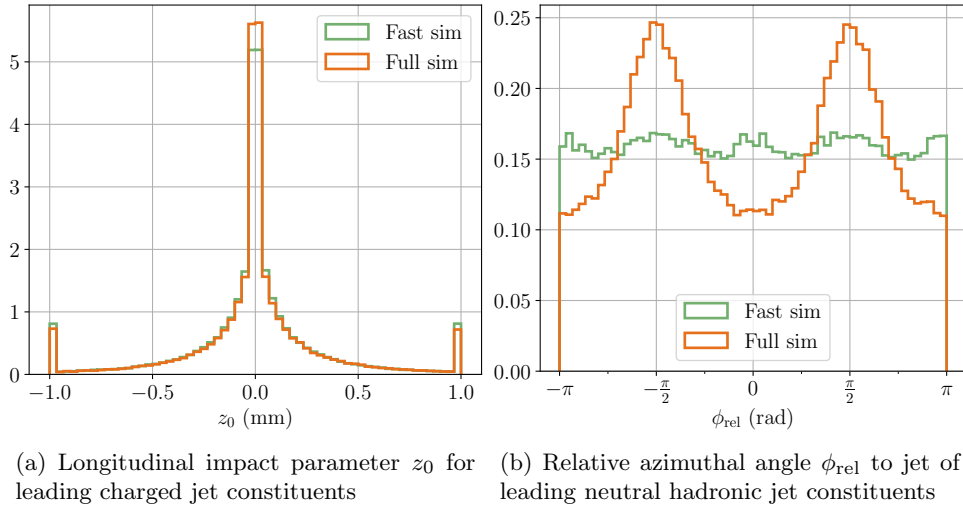 5
4
3
2
1
0
Fast sim
Full sim
−1.0
−0.5
0.0
0.5
1.0
z₀ (mm)
0.25
0.20
0.15
0.10
0.05
0.00
Fast sim
Full sim
−π
−π/2
0
π/2
π
ϕ_rel (rad)
(a) Longitudinal impact parameter z₀ for
leading charged jet constituents
(b) Relative azimuthal angle ϕ_rel to jet of
leading neutral hadronic jet constituents